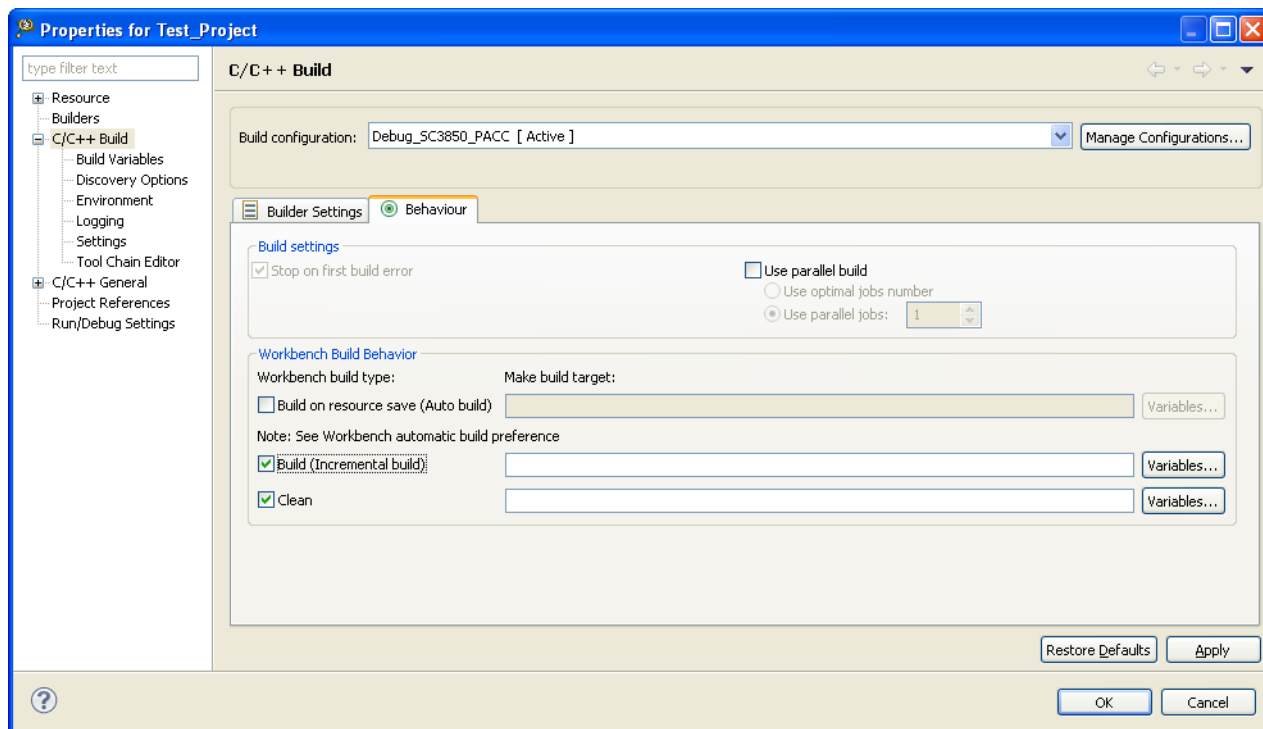 Properties for Test_Project
type filter text
Resource
Builders
C/C++ Build
Build Variables
Discovery Options
Environment
Logging
Settings
Tool Chain Editor
C/C++ General
Project References
Run/Debug Settings
C/C++ Build
Build configuration: Debug_SC3850_PACC [ Active ] Manage Configurations...
Builder Settings Behaviour
Build settings
Stop on first build error Use parallel build
Use optimal jobs number
Use parallel jobs: 1
Workbench Build Behavior
Workbench build type: Make build target:
Build on resource save (Auto build) Variables...
Note: See Workbench automatic build preference
Build (Incremental build) Variables...
Clean Variables...
Restore Defaults Apply
? OK Cancel